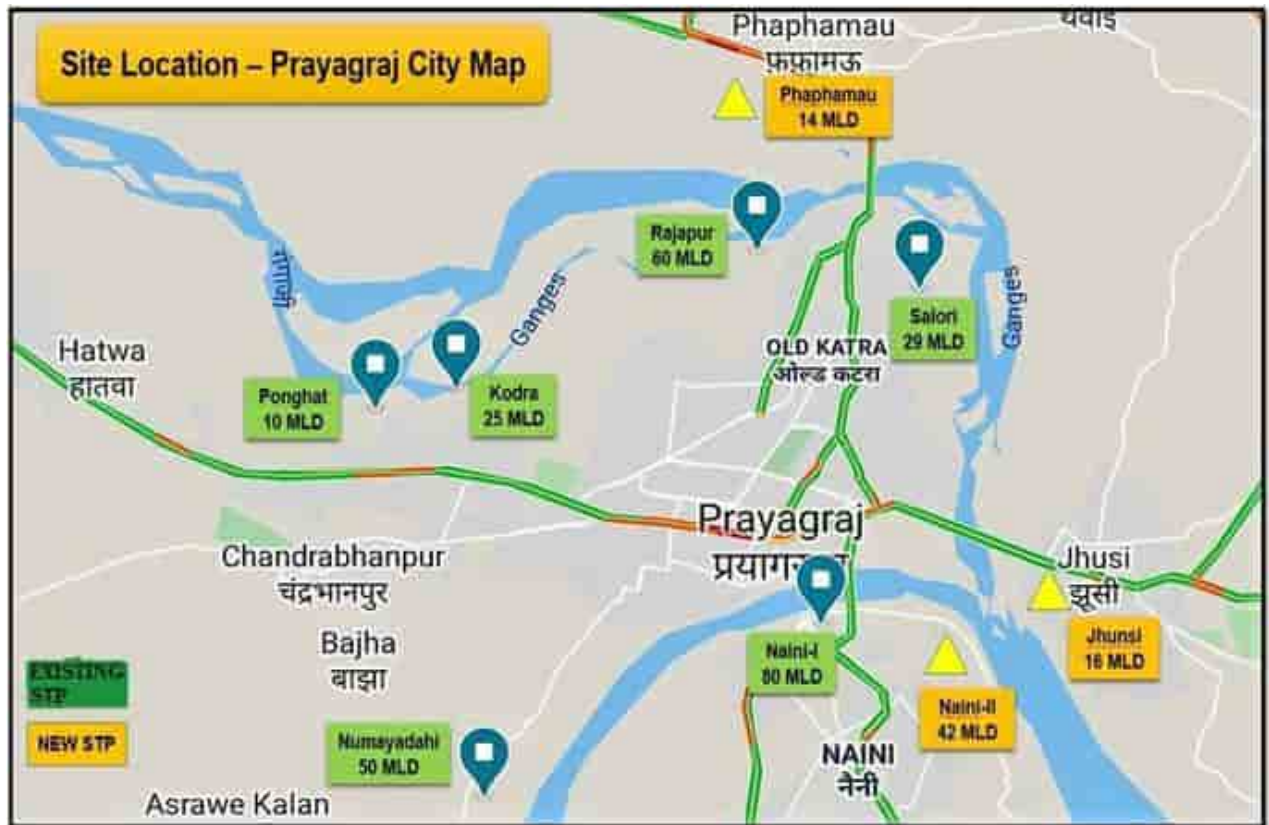 Site Location – Prayagraj City Map
Phaphamau
फ़फ़ामऊ
थवाई
Phaphamau
14 MLD
Rajapur
60 MLD
Salori
29 MLD
Ganges
Ganges
OLD KATRA
ओल्ड कटरा
Hatwa
हातवा
Ponghat
10 MLD
Kodra
25 MLD
Prayagraj
Chandrabhanpur
चंद्रभानपुर
Jhusi
झूसी
Jhunsi
16 MLD
Bajha
बाझा
Naini-I
80 MLD
Naini-II
42 MLD
NAINI
नैनी
EXISTING
STP
NEW STP
Numayadahi
50 MLD
Asrawe Kalan